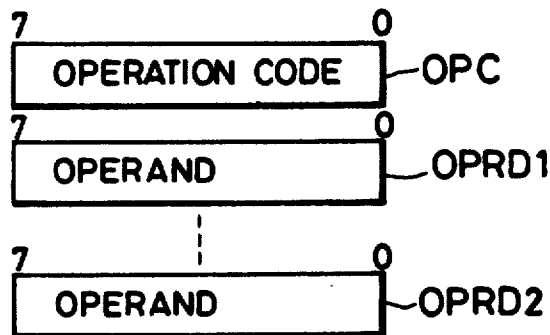 7 0
OPERATION CODE OPC
7 0
OPERAND OPRD1
7 0
OPERAND OPRD2